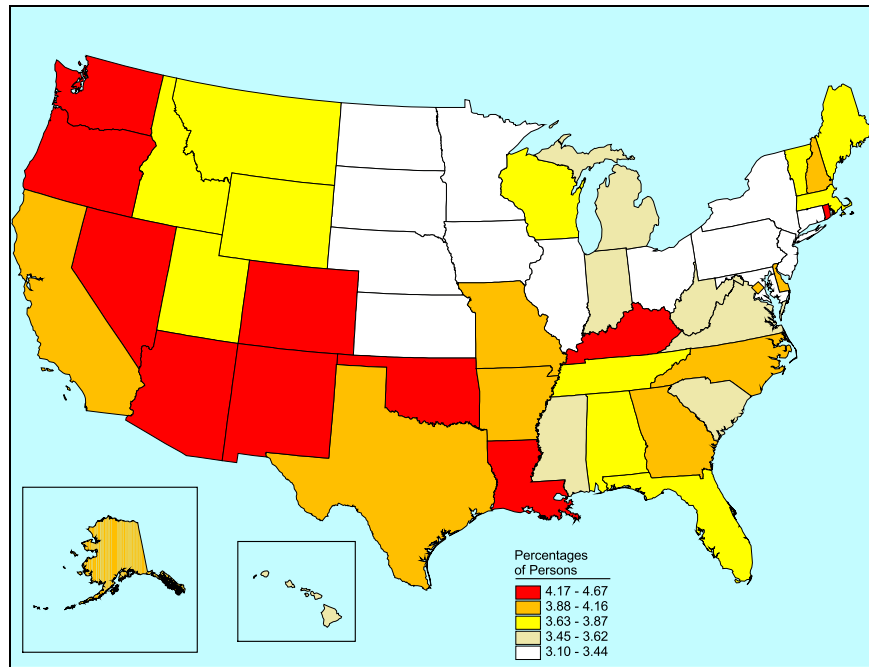 Percentages
of Persons
4.17 - 4.67
3.88 - 4.16
3.63 - 3.87
3.45 - 3.62
3.10 - 3.44